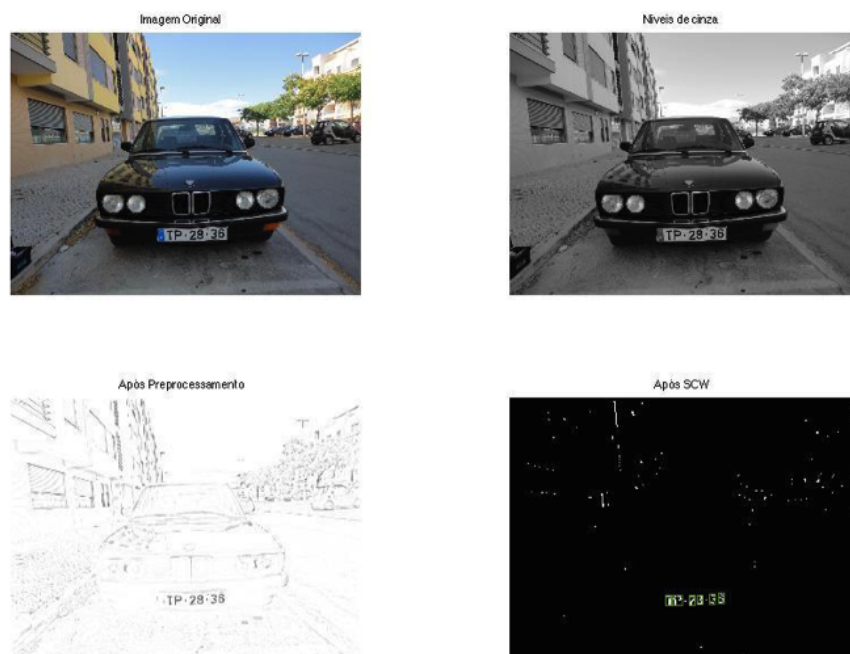 Imagem Original
Niveis de cinza
TP·28·36
TP·28·36
Após Preprocessamento
Após SCW
TP·28·36
TP·28·36